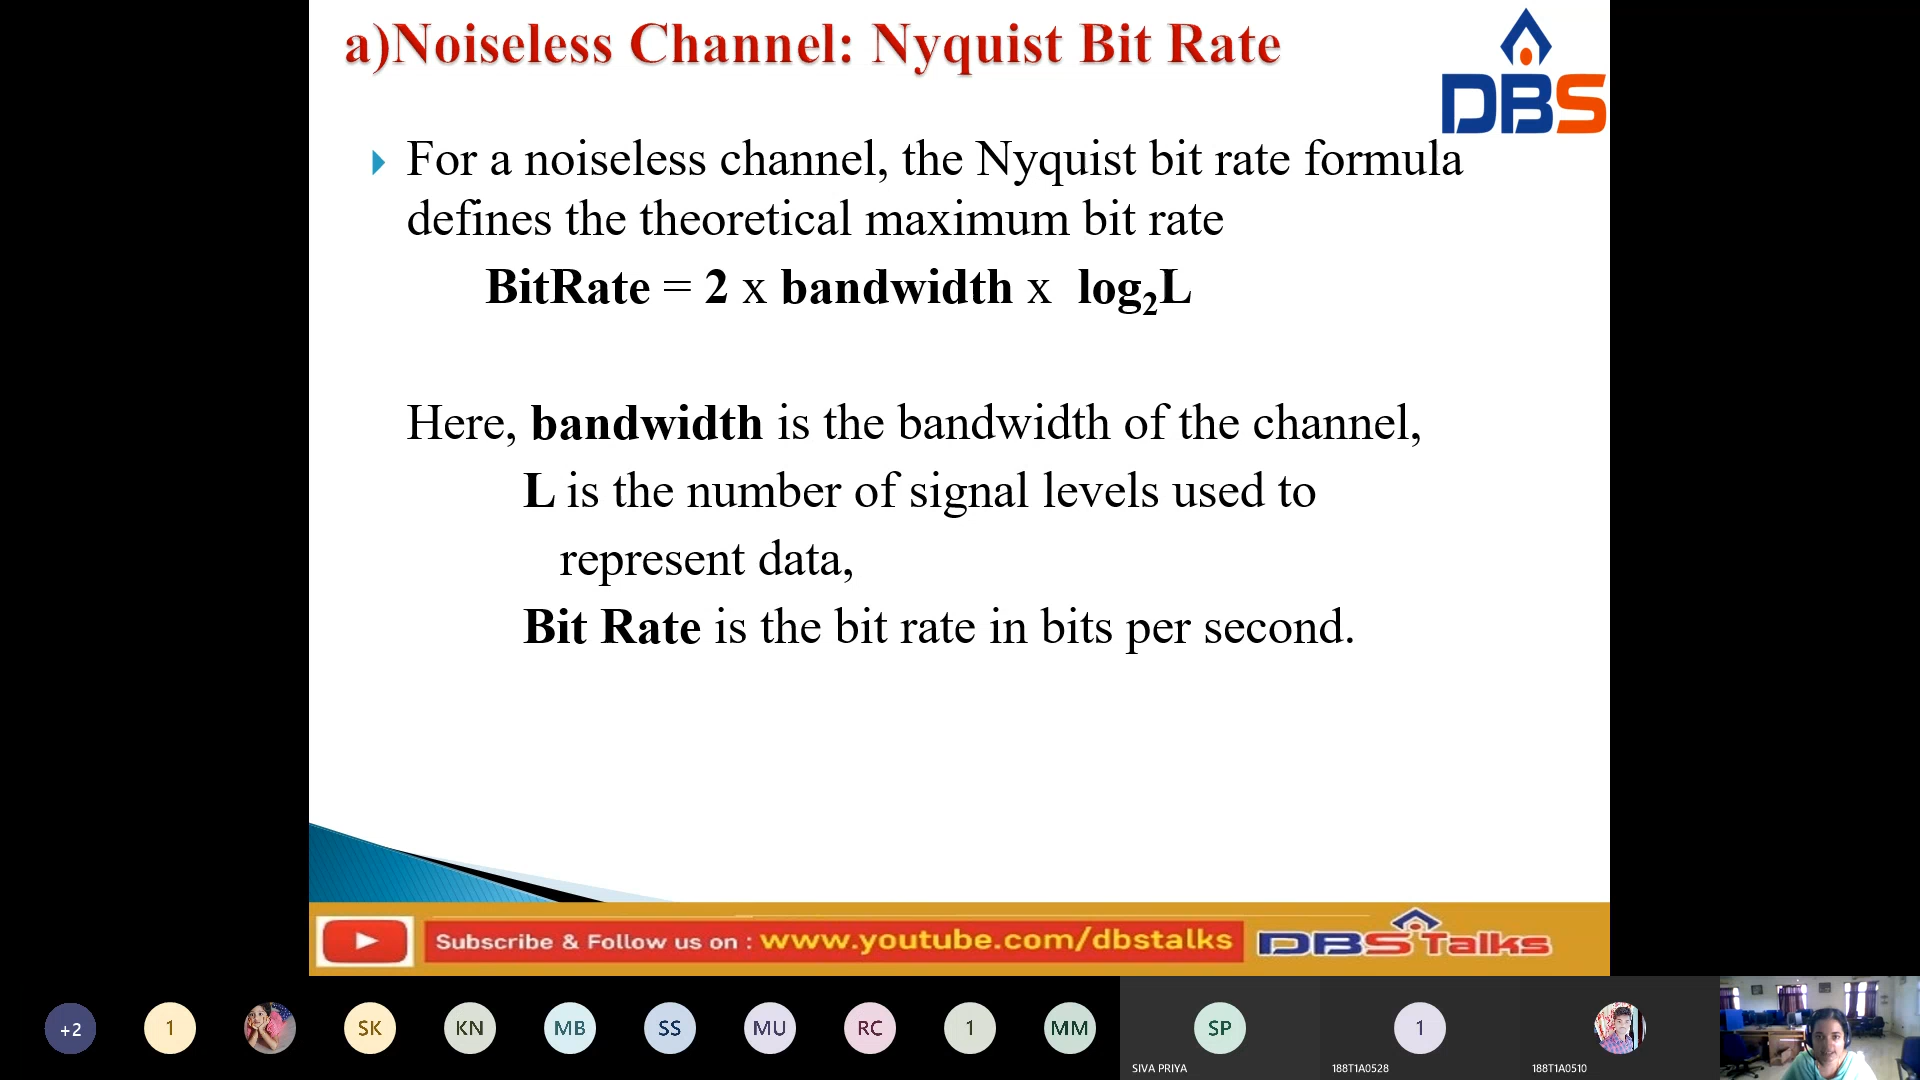 a)Noiseless Channel: Nyquist Bit Rate
DBS
For a noiseless channel, the Nyquist bit rate formula
defines the theoretical maximum bit rate
BitRate = 2 x bandwidth x log₂L
Here, bandwidth is the bandwidth of the channel,
L is the number of signal levels used to
represent data,
Bit Rate is the bit rate in bits per second.
Subscribe & Follow us on : www.youtube.com/dbstalks
DBS Talks
+2
1
SK
KN
MB
SS
MU
RC
1
MM
SP
1
SIVA PRIYA
188T1A0528
188T1A0510